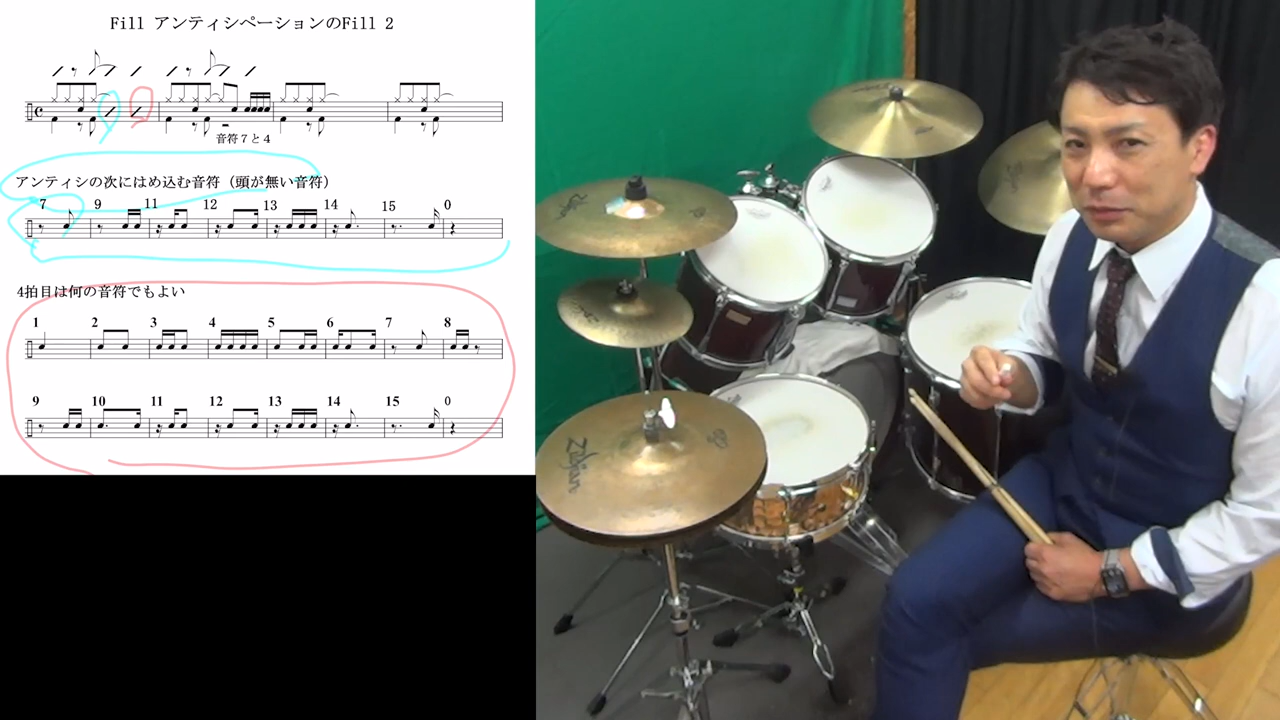 Fill アンティシペーションのFill 2
音符７と４
アンティシの次にはめ込む音符（頭が無い音符）
7 9 11 12 13 14 15 0
4拍目は何の音符でもよい
1 2 3 4 5 6 7 8
9 10 11 12 13 14 15 0
Zildjian